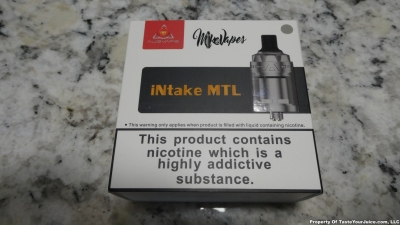 MikeVapes
iNtake MTL
• This warning only applies when product is filled with liquid containing nicotine.
This product contains
nicotine which is a
highly addictive
substance.
Property Of TasteYourJuice.com, LLC